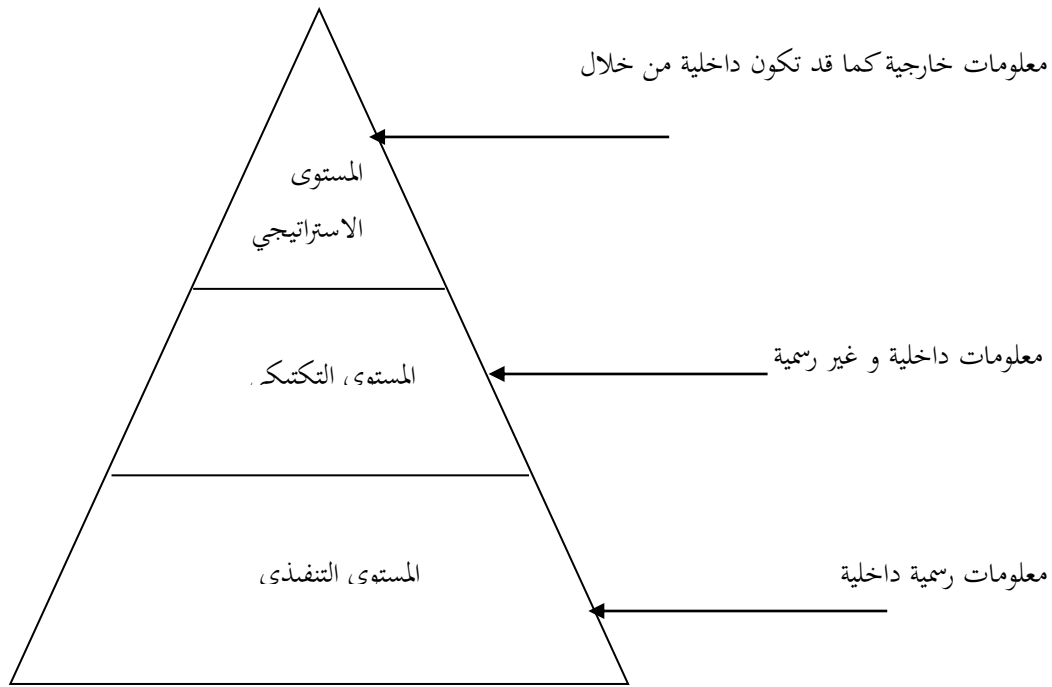 معلومات خارجية كما قد تكون داخلية من خلال
المستوى
الاستراتيجي
معلومات داخلية و غير رسمية
المستوى التكتيكي
معلومات رسمية داخلية
المستوى التنفيذي